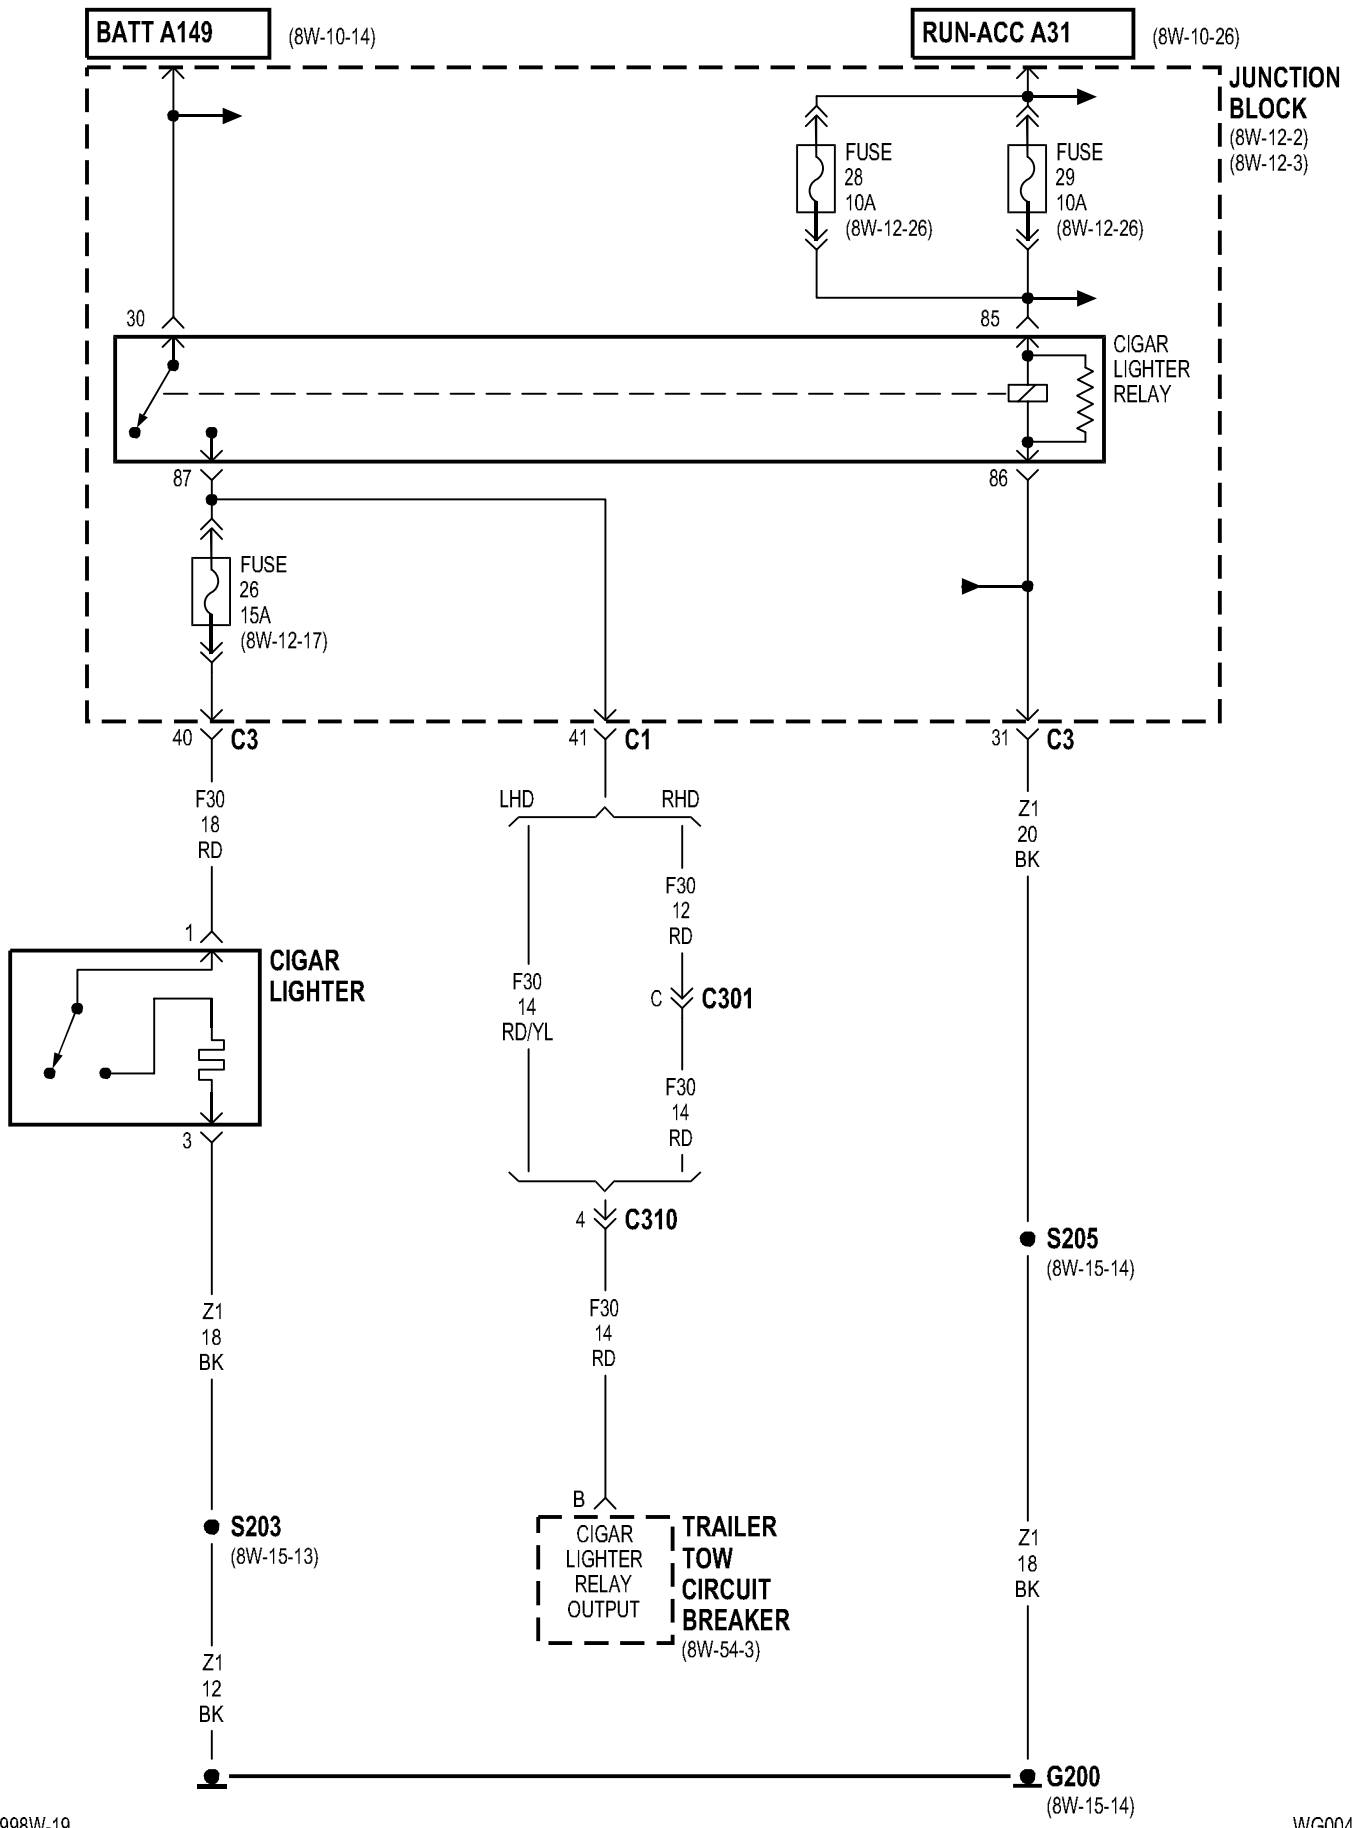 BATT A149
(8W-10-14)
RUN-ACC A31
(8W-10-26)
JUNCTION
BLOCK
(8W-12-2)
(8W-12-3)
FUSE
28
10A
(8W-12-26)
FUSE
29
10A
(8W-12-26)
30
85
CIGAR
LIGHTER
RELAY
87
86
FUSE
26
15A
(8W-12-17)
40
C3
41
C1
31
C3
F30
18
RD
LHD
RHD
Z1
20
BK
F30
12
RD
1
CIGAR
LIGHTER
F30
14
RD/YL
C
C301
F30
14
RD
3
4
C310
S205
(8W-15-14)
Z1
18
BK
F30
14
RD
B
CIGAR
LIGHTER
RELAY
OUTPUT
TRAILER
TOW
CIRCUIT
BREAKER
(8W-54-3)
S203
(8W-15-13)
Z1
18
BK
Z1
12
BK
G200
(8W-15-14)
998W-19
WG004